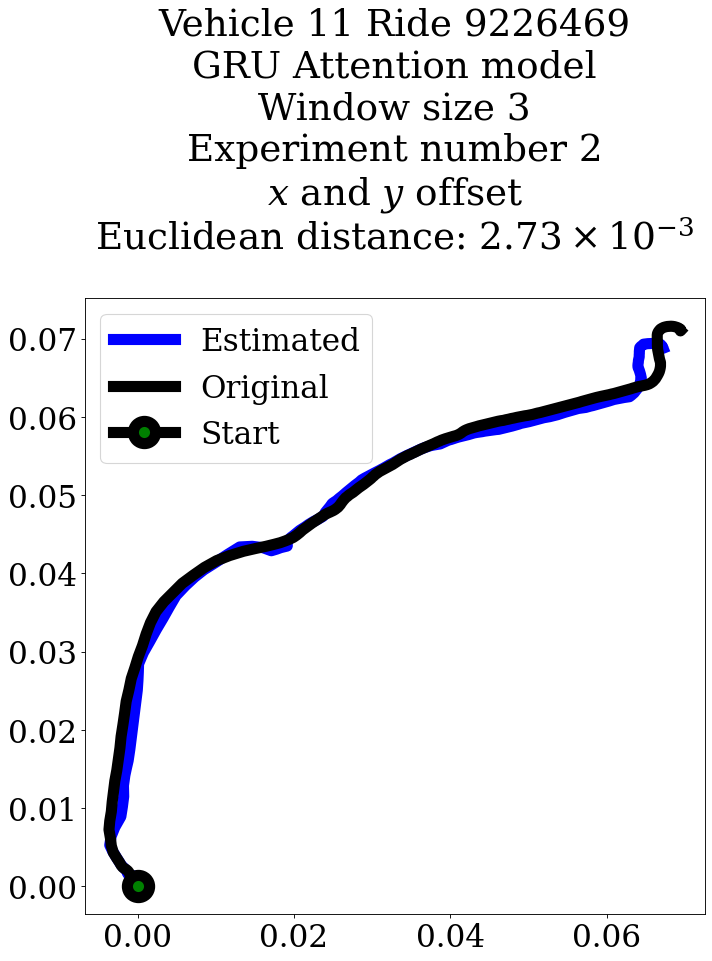 Vehicle 11 Ride 9226469
GRU Attention model
Window size 3
Experiment number 2
x and y offset
Euclidean distance: 2.73 × 10⁻³
Estimated
Original
Start
0.07
0.06
0.05
0.04
0.03
0.02
0.01
0.00
0.00 0.02 0.04 0.06